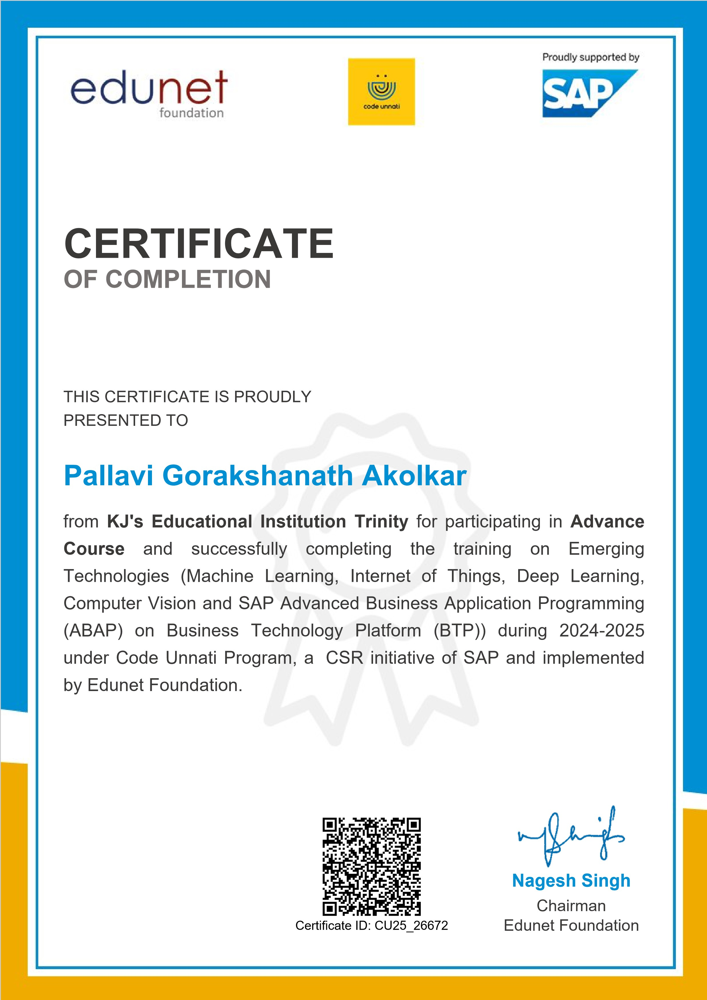 edunet
foundation
code unnati
Proudly supported by
SAP
CERTIFICATE
OF COMPLETION
THIS CERTIFICATE IS PROUDLY
PRESENTED TO
Pallavi Gorakshanath Akolkar
from KJ's Educational Institution Trinity for participating in Advance
Course and successfully completing the training on Emerging
Technologies (Machine Learning, Internet of Things, Deep Learning,
Computer Vision and SAP Advanced Business Application Programming
(ABAP) on Business Technology Platform (BTP)) during 2024-2025
under Code Unnati Program, a CSR initiative of SAP and implemented
by Edunet Foundation.
Certificate ID: CU25_26672
Nagesh Singh
Chairman
Edunet Foundation